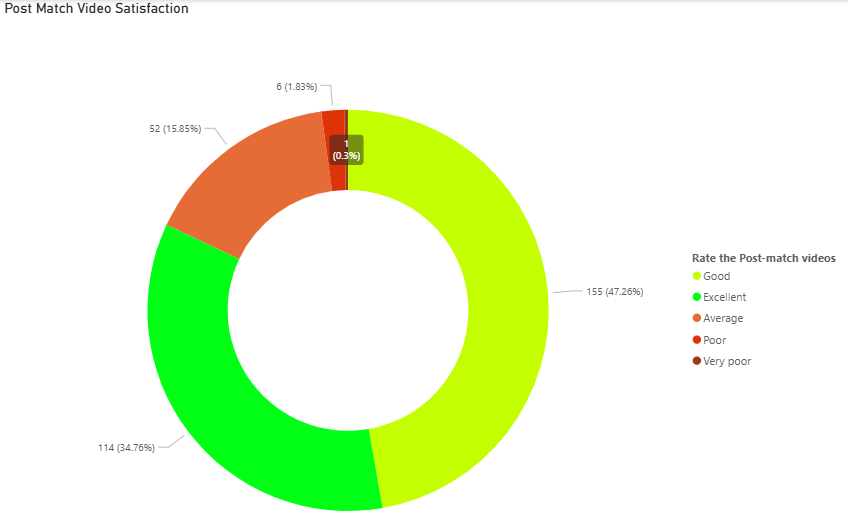 Post Match Video Satisfaction
6 (1.83%)
52 (15.85%)
1
(0.3%)
155 (47.26%)
114 (34.76%)
Rate the Post-match videos
Good
Excellent
Average
Poor
Very poor